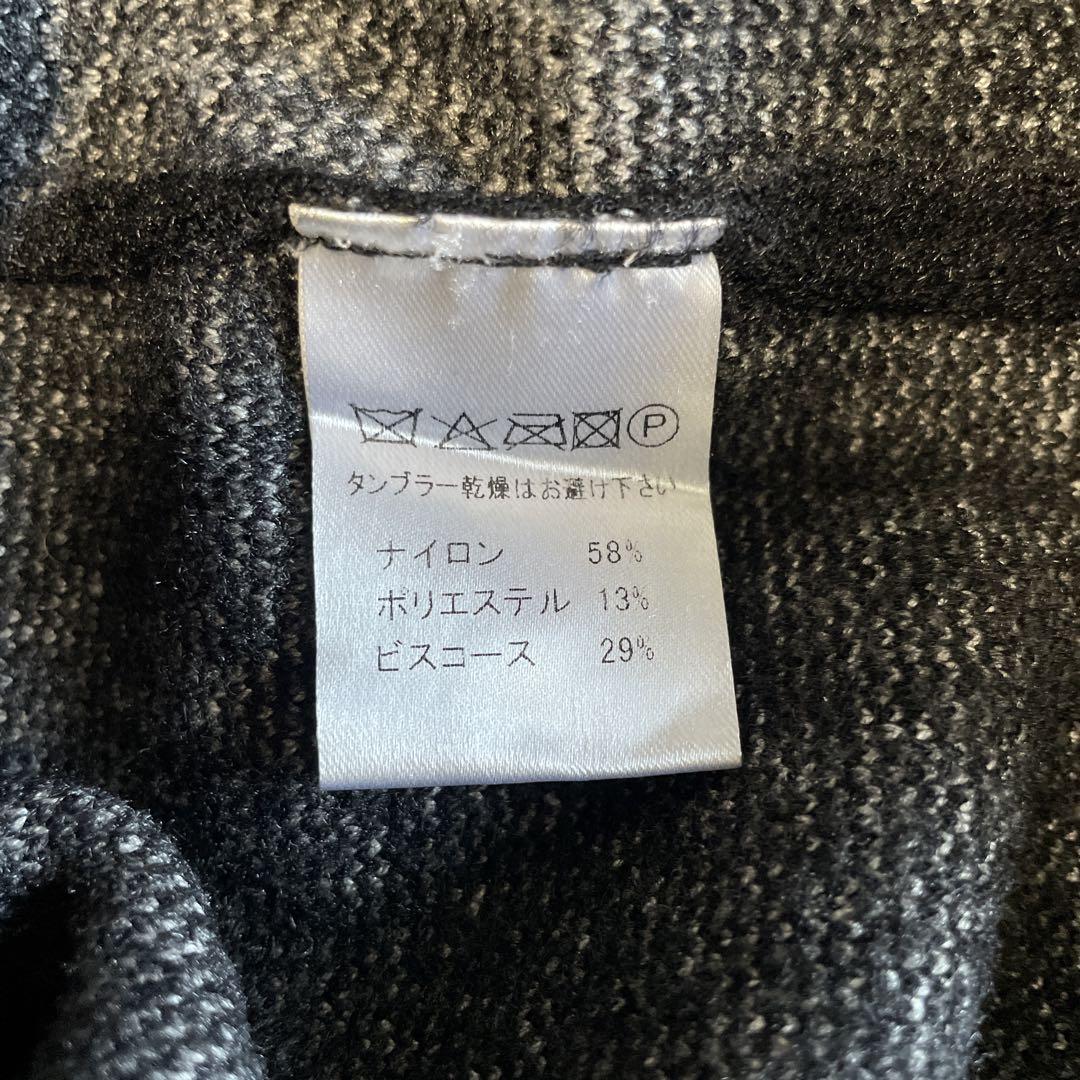 P
タンブラー乾燥はお避け下さい
ナイロン 58%
ポリエステル 13%
ビスコース 29%